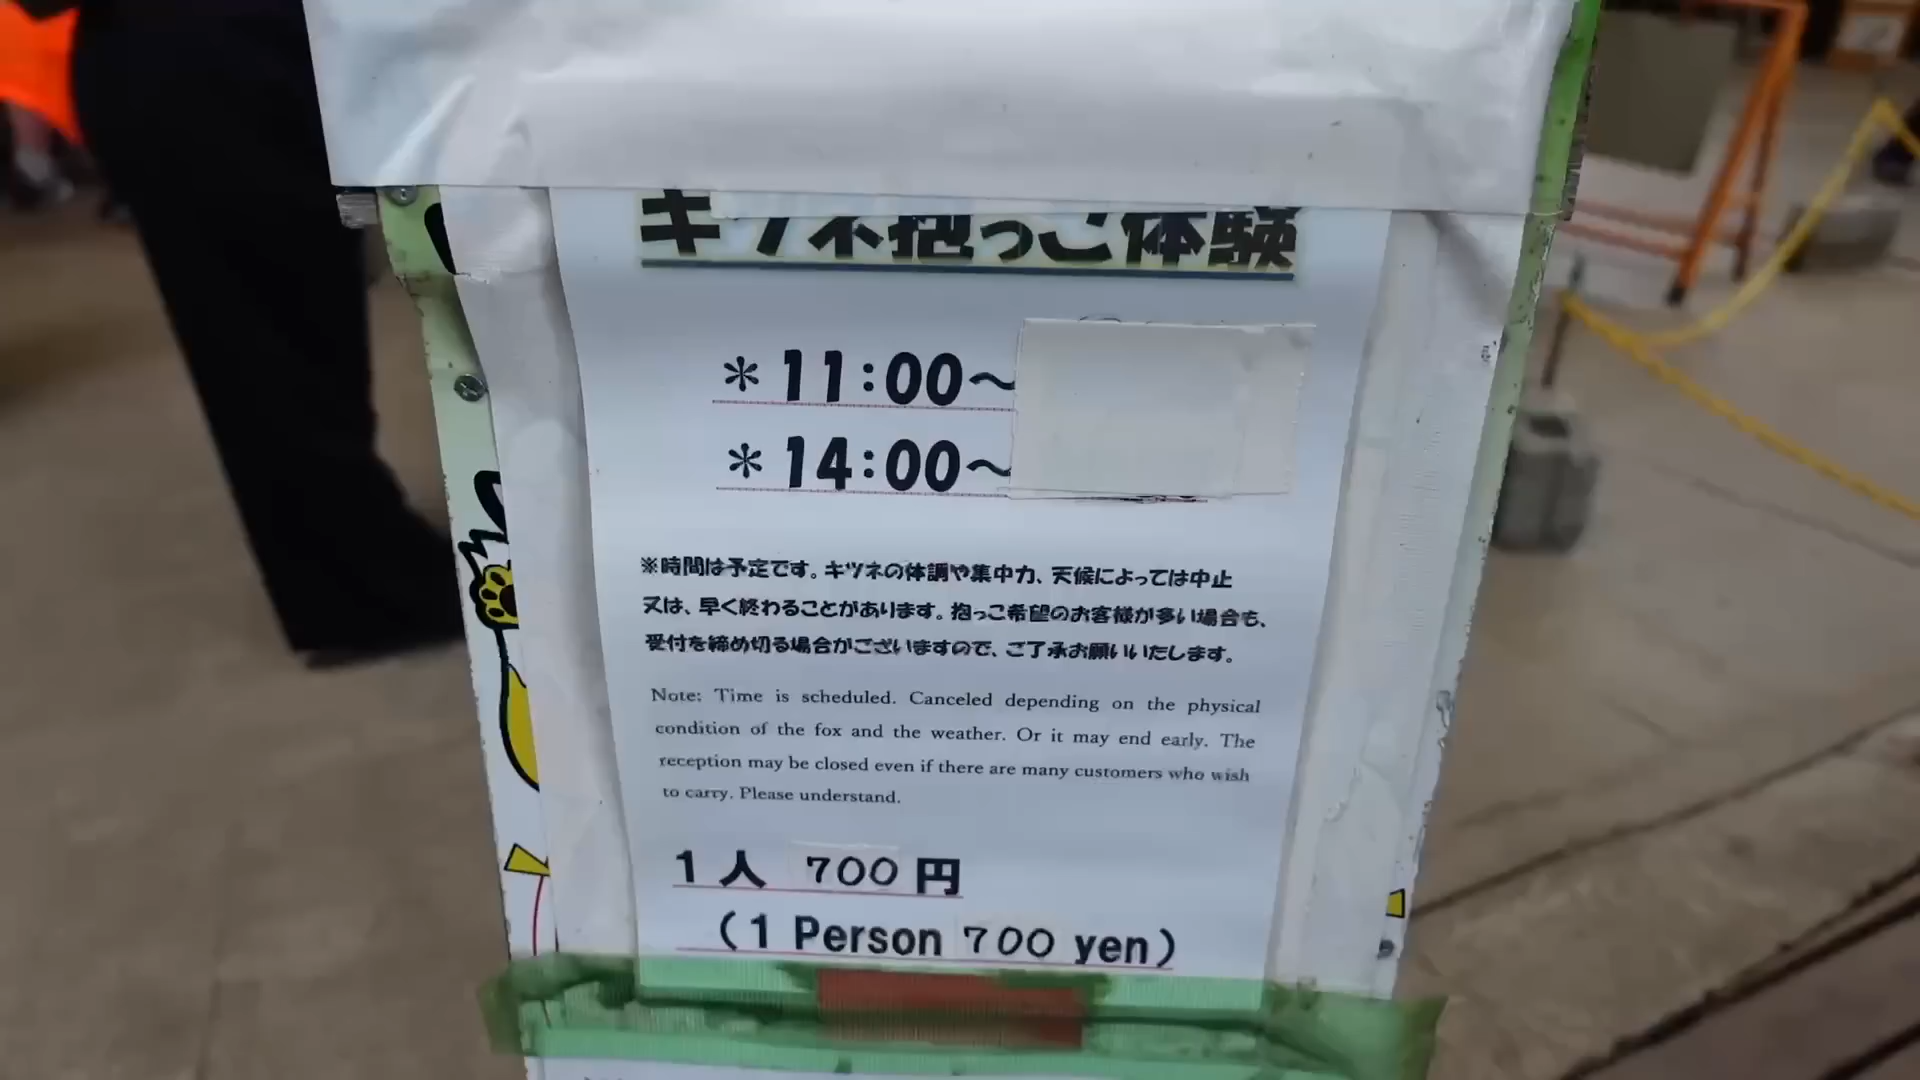 キツネ抱っこ体験
＊11:00～
＊14:00～
※時間は予定です。キツネの体調や集中力、天候によっては中止
又は、早く終わることがあります。抱っこ希望のお客様が多い場合も、
受付を締め切る場合がございますので、ご了承お願いいたします。
Note: Time is scheduled. Canceled depending on the physical
condition of the fox and the weather. Or it may end early. The
reception may be closed even if there are many customers who wish
to carry. Please understand.
1人 700円
（1 Person 700 yen）